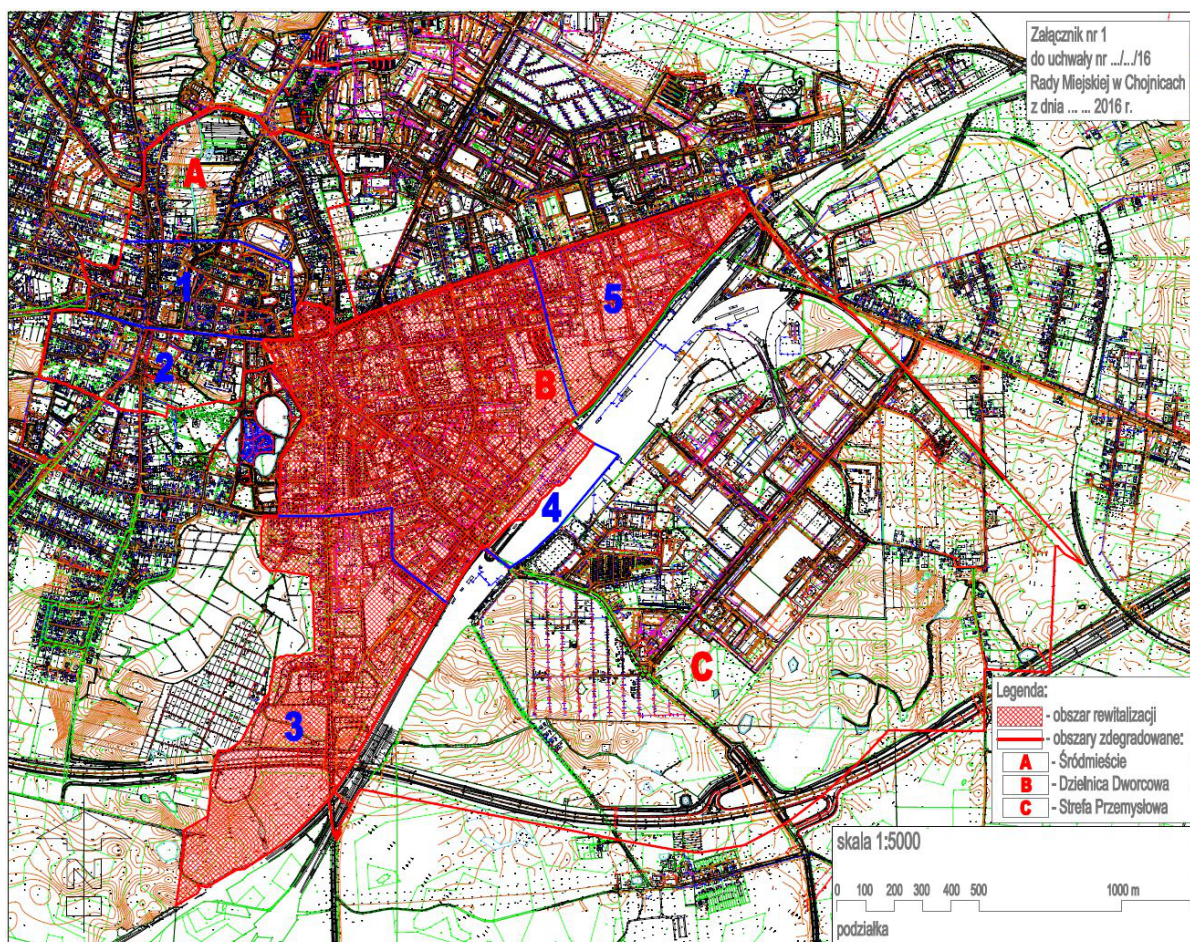 Załącznik nr 1
do uchwały nr .../.../16
Rady Miejskiej w Chojnicach
z dnia ... ... 2016 r.
A
1
2
5
B
4
C
3
Legenda:
- obszar rewitalizacji
- obszary zdegradowane:
A - Śródmieście
B - Dzielnica Dworcowa
C - Strefa Przemysłowa
skala 1:5000
0 100 200 300 400 500 1000 m
podziałka